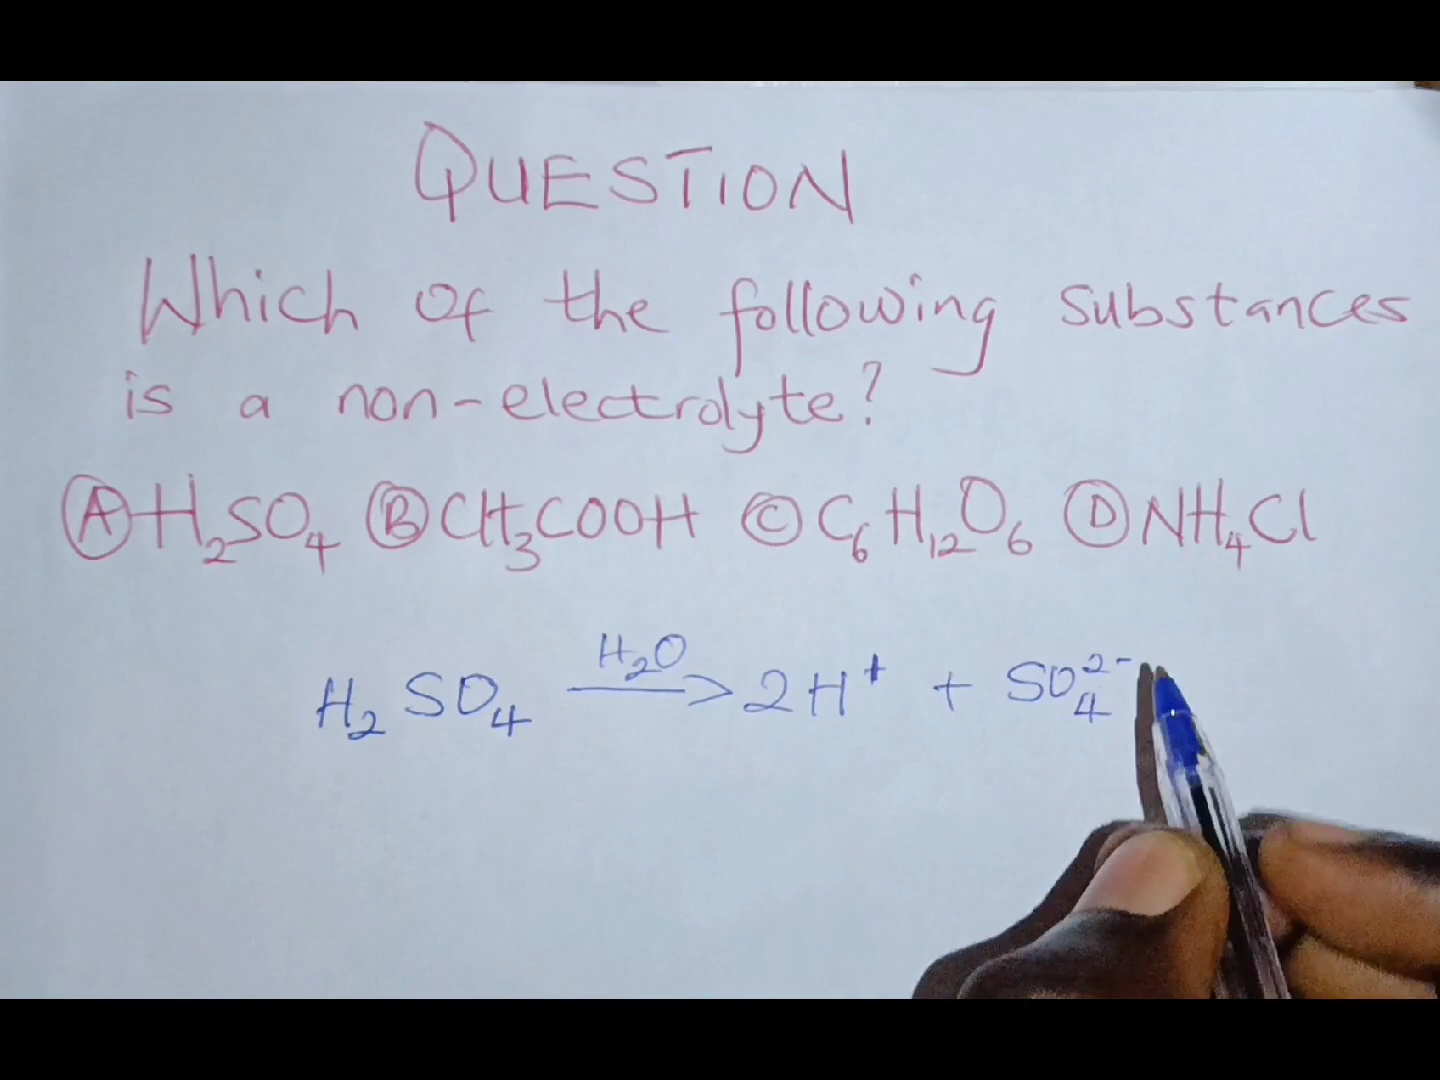 QUESTION
Which of the following substances
is a non-electrolyte?
Ⓐ H₂SO₄ Ⓑ CH₃COOH Ⓒ C₆H₁₂O₆ Ⓓ NH₄Cl
H₂O
H₂SO₄ → 2H⁺ + SO₄²⁻